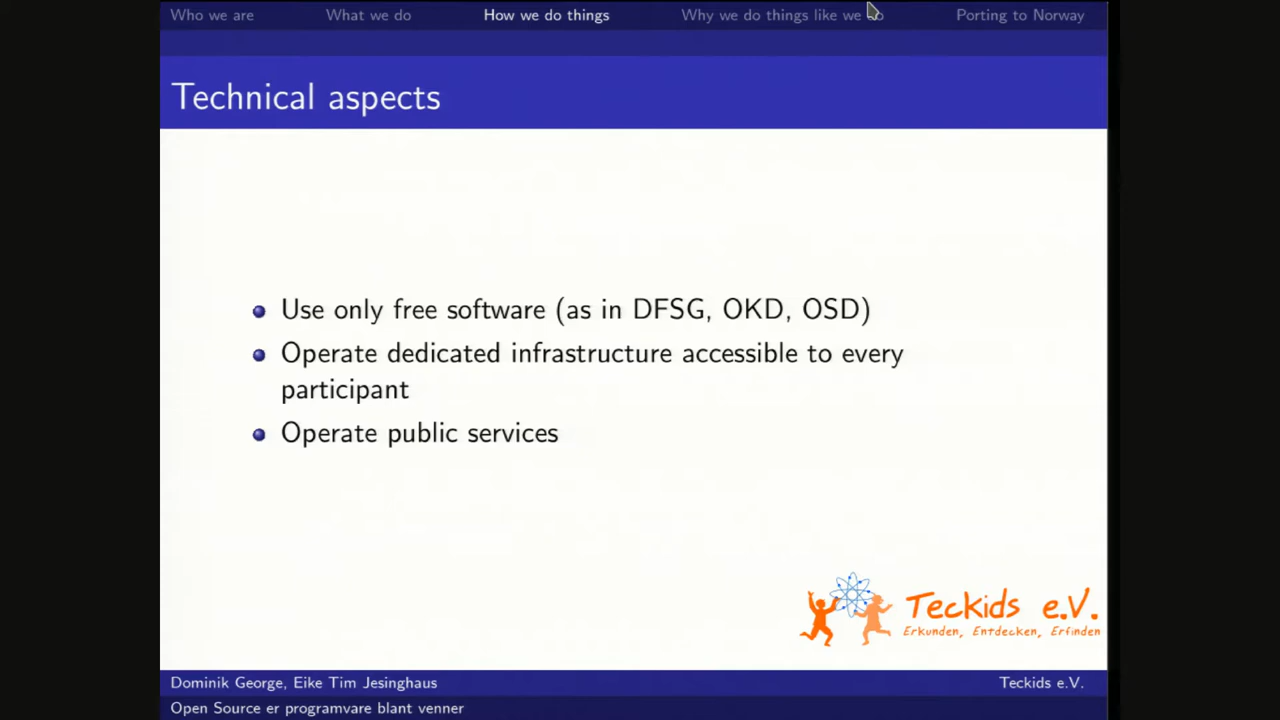 Who we are What we do How we do things Why we do things like we do Porting to Norway
Technical aspects
Use only free software (as in DFSG, OKD, OSD)
Operate dedicated infrastructure accessible to every
participant
Operate public services
Teckids e.V.
Erkunden, Entdecken, Erfinden
Dominik George, Eike Tim Jesinghaus Teckids e.V.
Open Source er programvare blant venner